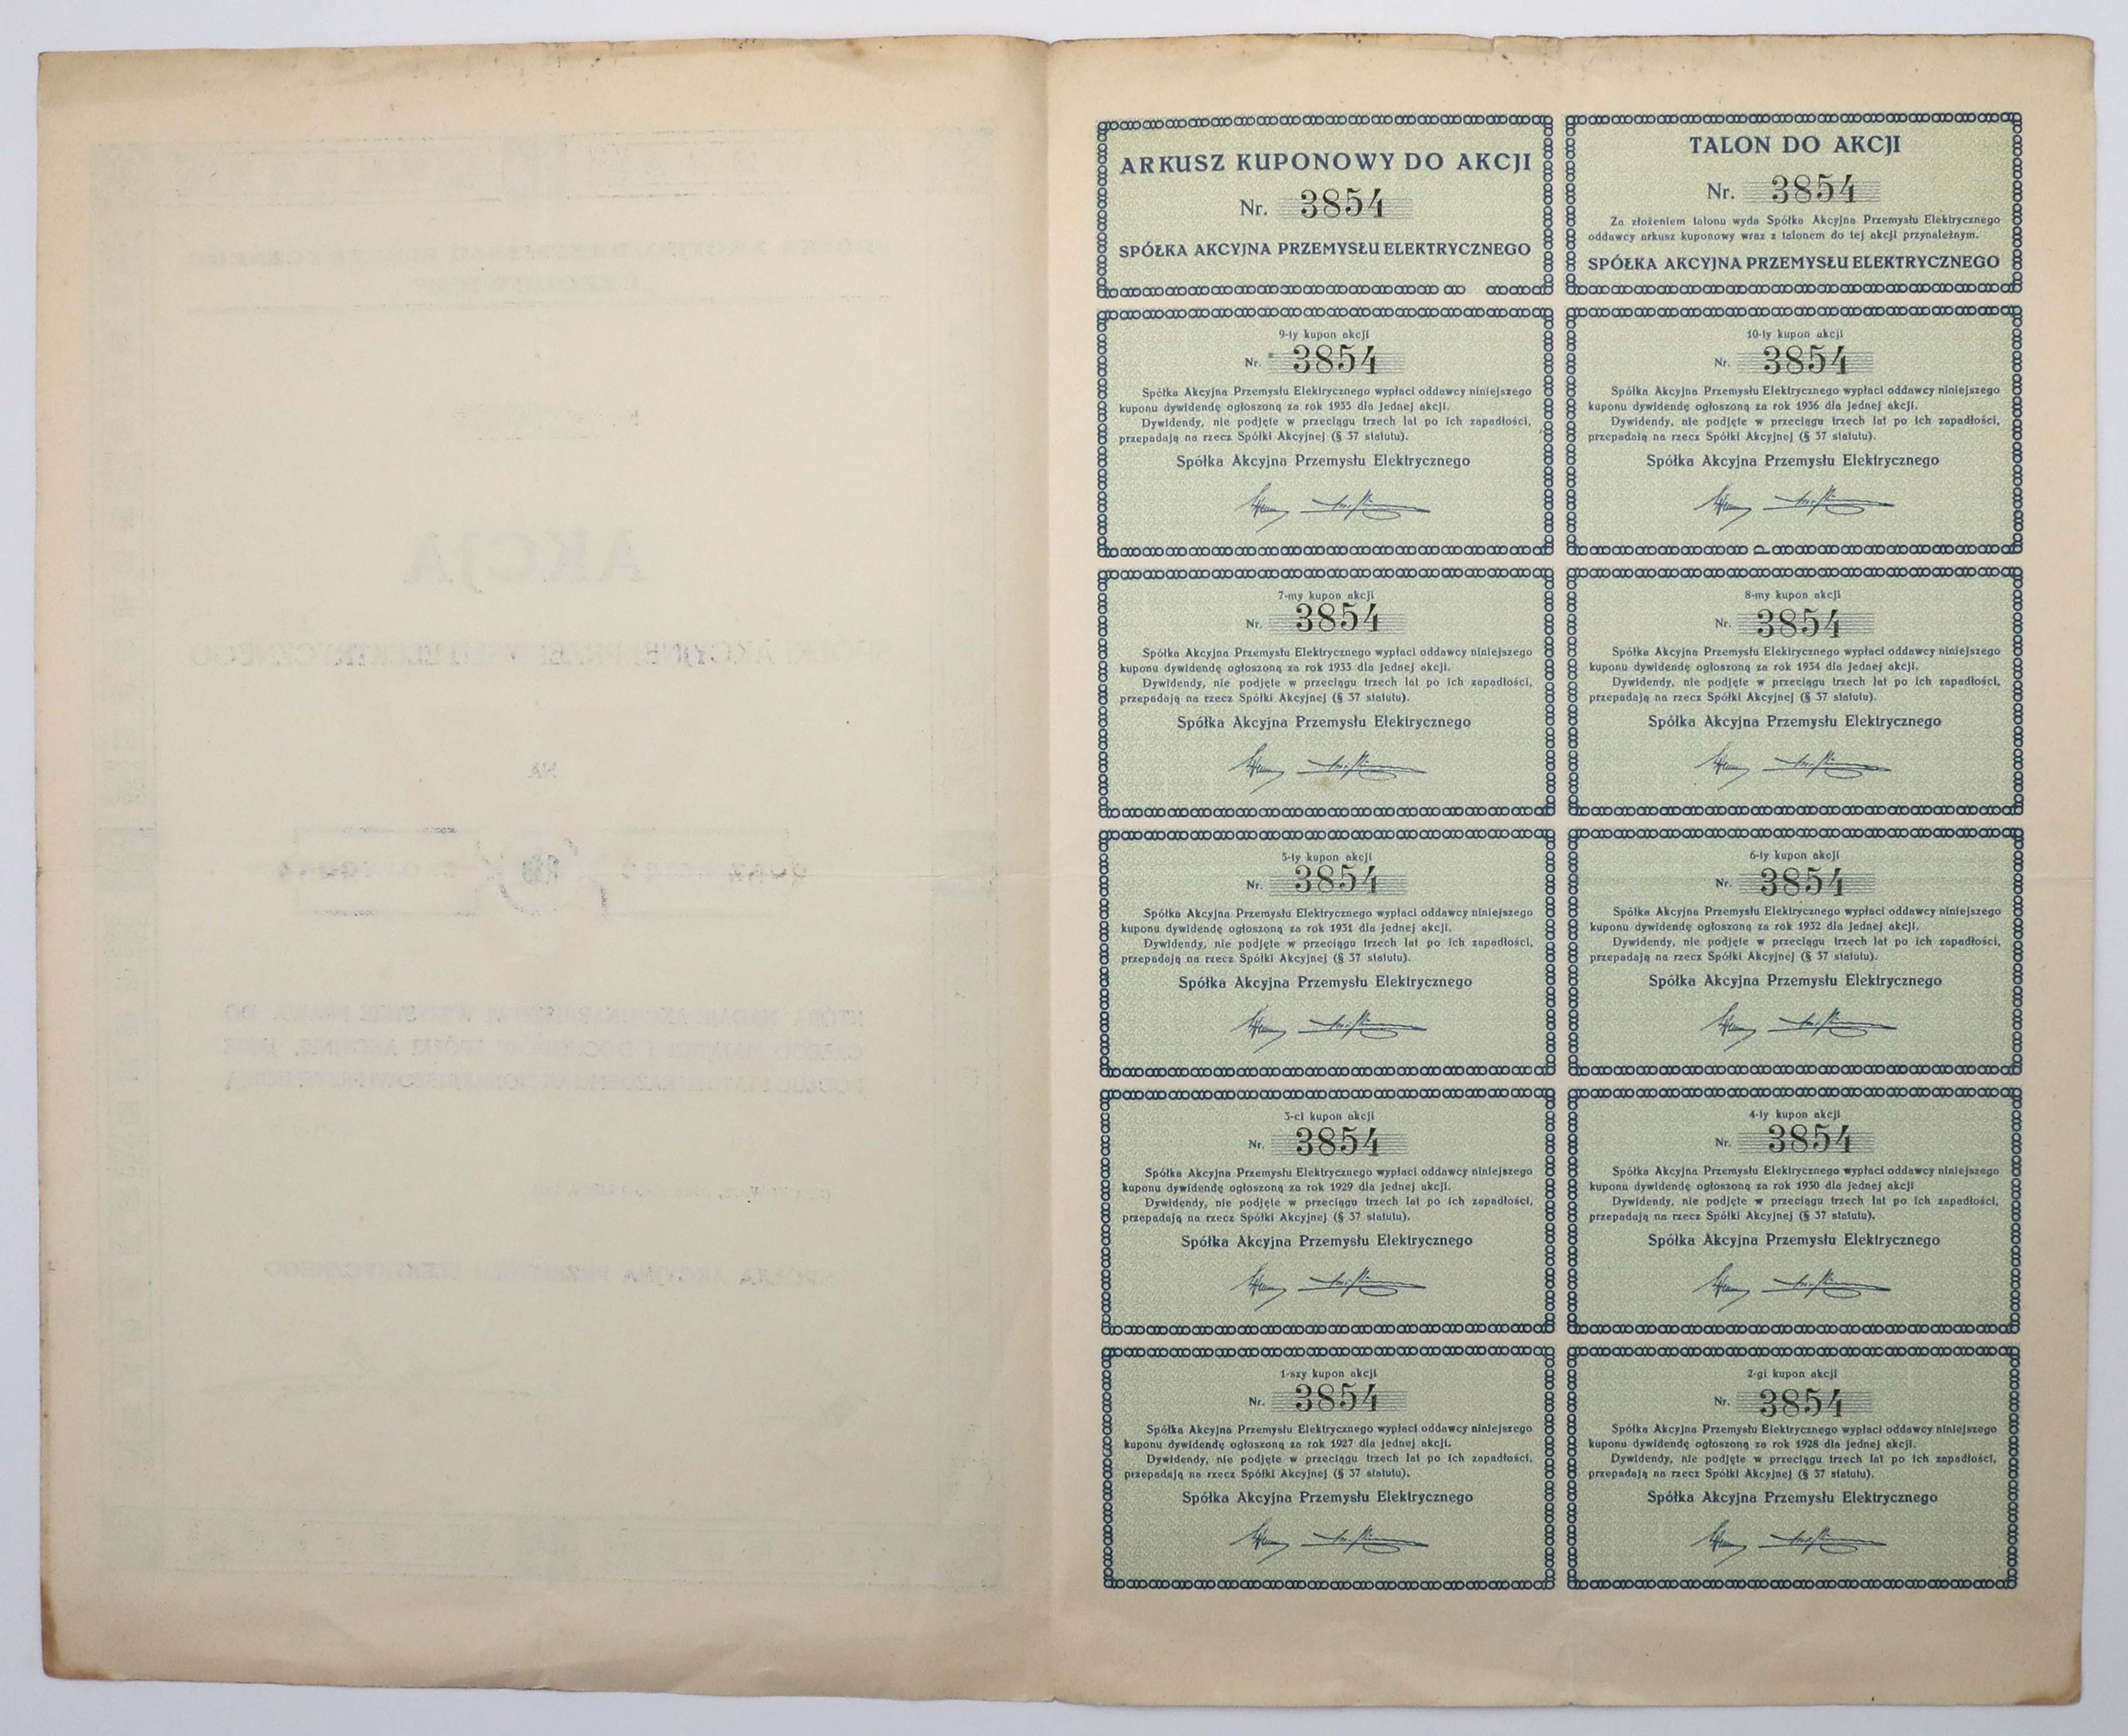 AKCJA
NA
ARKUSZ KUPONOWY DO AKCJI
Nr. 3854
SPÓŁKA AKCYJNA PRZEMYSŁU ELEKTRYCZNEGO
TALON DO AKCJI
Nr. 3854
Za złożeniem talonu wyda Spółka Akcyjna Przemysłu Elektrycznego
oddawcy arkusz kuponowy wraz z talonem do tej akcji przynależnym.
SPÓŁKA AKCYJNA PRZEMYSŁU ELEKTRYCZNEGO
9-ty kupon akcji
Nr. 3854
Spółka Akcyjna Przemysłu Elektrycznego wypłaci oddawcy niniejszego
kuponu dywidendę ogłoszoną za rok 1935 dla jednej akcji.
Dywidendy, nie podjęte w przeciągu trzech lat po ich zapadłości,
przepadają na rzecz Spółki Akcyjnej (§ 37 statutu).
Spółka Akcyjna Przemysłu Elektrycznego
10-ty kupon akcji
Nr. 3854
Spółka Akcyjna Przemysłu Elektrycznego wypłaci oddawcy niniejszego
kuponu dywidendę ogłoszoną za rok 1936 dla jednej akcji.
Dywidendy, nie podjęte w przeciągu trzech lat po ich zapadłości,
przepadają na rzecz Spółki Akcyjnej (§ 37 statutu).
Spółka Akcyjna Przemysłu Elektrycznego
7-my kupon akcji
Nr. 3854
Spółka Akcyjna Przemysłu Elektrycznego wypłaci oddawcy niniejszego
kuponu dywidendę ogłoszoną za rok 1933 dla jednej akcji.
Dywidendy, nie podjęte w przeciągu trzech lat po ich zapadłości,
przepadają na rzecz Spółki Akcyjnej (§ 37 statutu).
Spółka Akcyjna Przemysłu Elektrycznego
8-my kupon akcji
Nr. 3854
Spółka Akcyjna Przemysłu Elektrycznego wypłaci oddawcy niniejszego
kuponu dywidendę ogłoszoną za rok 1934 dla jednej akcji.
Dywidendy, nie podjęte w przeciągu trzech lat po ich zapadłości,
przepadają na rzecz Spółki Akcyjnej (§ 37 statutu).
Spółka Akcyjna Przemysłu Elektrycznego
5-ty kupon akcji
Nr. 3854
Spółka Akcyjna Przemysłu Elektrycznego wypłaci oddawcy niniejszego
kuponu dywidendę ogłoszoną za rok 1931 dla jednej akcji.
Dywidendy, nie podjęte w przeciągu trzech lat po ich zapadłości,
przepadają na rzecz Spółki Akcyjnej (§ 37 statutu).
Spółka Akcyjna Przemysłu Elektrycznego
6-ty kupon akcji
Nr. 3854
Spółka Akcyjna Przemysłu Elektrycznego wypłaci oddawcy niniejszego
kuponu dywidendę ogłoszoną za rok 1932 dla jednej akcji.
Dywidendy, nie podjęte w przeciągu trzech lat po ich zapadłości,
przepadają na rzecz Spółki Akcyjnej (§ 37 statutu).
Spółka Akcyjna Przemysłu Elektrycznego
3-ci kupon akcji
Nr. 3854
Spółka Akcyjna Przemysłu Elektrycznego wypłaci oddawcy niniejszego
kuponu dywidendę ogłoszoną za rok 1929 dla jednej akcji.
Dywidendy, nie podjęte w przeciągu trzech lat po ich zapadłości,
przepadają na rzecz Spółki Akcyjnej (§ 37 statutu).
Spółka Akcyjna Przemysłu Elektrycznego
4-ty kupon akcji
Nr. 3854
Spółka Akcyjna Przemysłu Elektrycznego wypłaci oddawcy niniejszego
kuponu dywidendę ogłoszoną za rok 1930 dla jednej akcji
Dywidendy, nie podjęte w przeciągu trzech lat po ich zapadłości,
przepadają na rzecz Spółki Akcyjnej (§ 37 statutu).
Spółka Akcyjna Przemysłu Elektrycznego
1-szy kupon akcji
Nr. 3854
Spółka Akcyjna Przemysłu Elektrycznego wypłaci oddawcy niniejszego
kuponu dywidendę ogłoszoną za rok 1927 dla jednej akcji.
Dywidendy, nie podjęte w przeciągu trzech lat po ich zapadłości,
przepadają na rzecz Spółki Akcyjnej (§ 37 statutu).
Spółka Akcyjna Przemysłu Elektrycznego
2-gi kupon akcji
Nr. 3854
Spółka Akcyjna Przemysłu Elektrycznego wypłaci oddawcy niniejszego
kuponu dywidendę ogłoszoną za rok 1928 dla jednej akcji.
Dywidendy, nie podjęte w przeciągu trzech lat po ich zapadłości,
przepadają na rzecz Spółki Akcyjnej (§ 37 statutu).
Spółka Akcyjna Przemysłu Elektrycznego